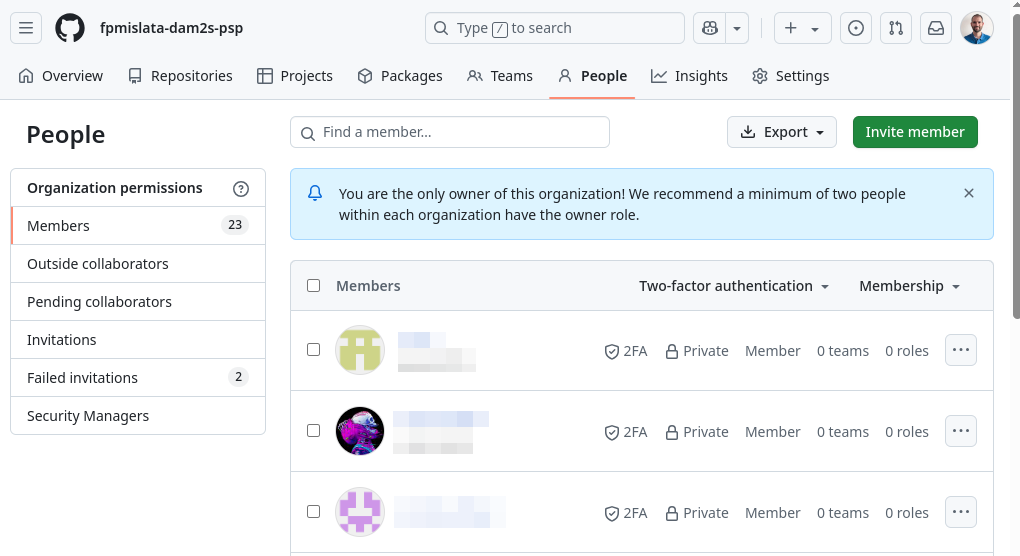 fpmislata-dam2s-psp
Type / to search
Overview Repositories Projects Packages Teams People Insights Settings
People
Find a member...
Export
Invite member
Organization permissions
Members 23
Outside collaborators
Pending collaborators
Invitations
Failed invitations 2
Security Managers
You are the only owner of this organization! We recommend a minimum of two people
within each organization have the owner role.
Members Two-factor authentication Membership
2FA Private Member 0 teams 0 roles
2FA Private Member 0 teams 0 roles
2FA Private Member 0 teams 0 roles